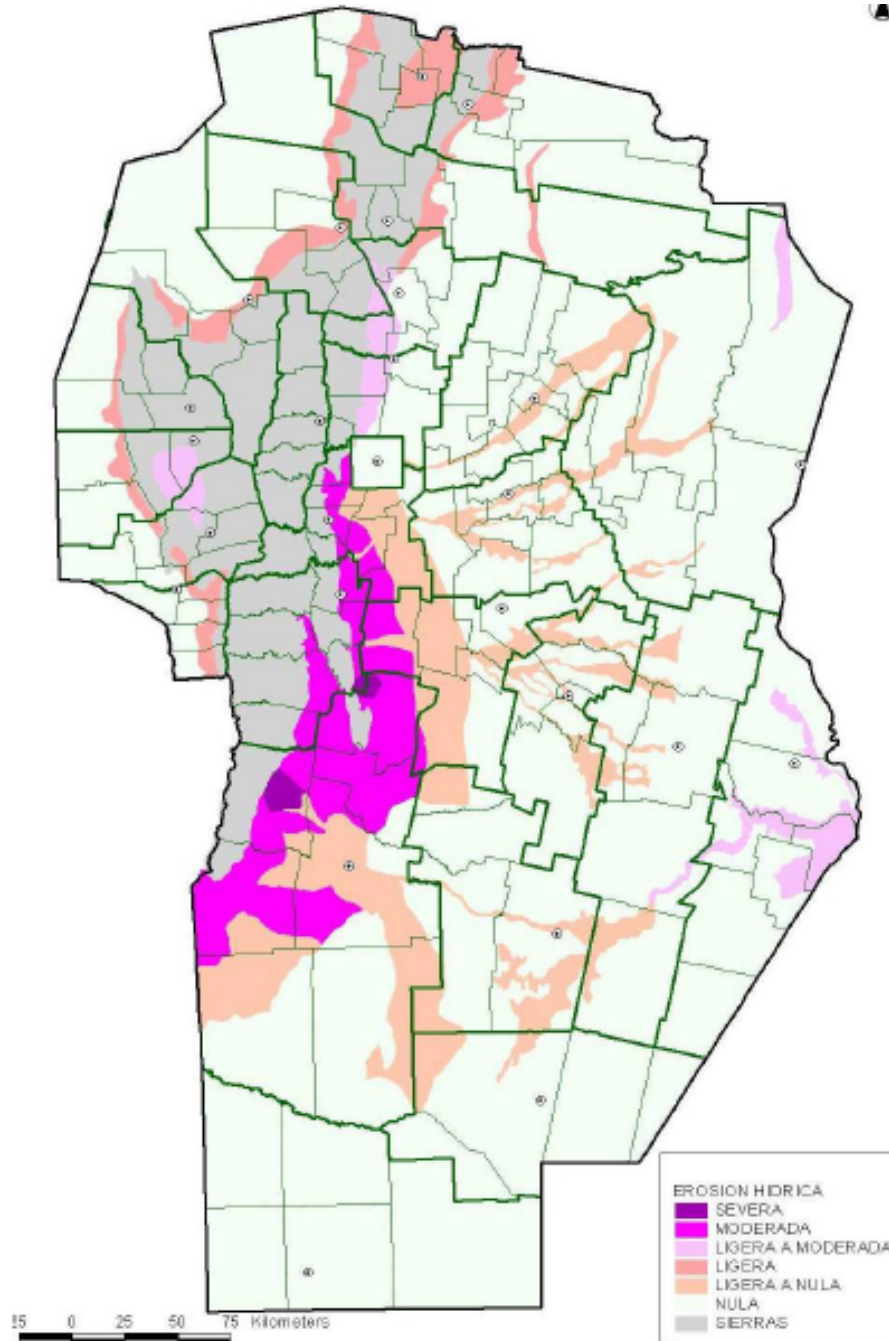 EROSION HIDRICA
SEVERA
MODERADA
LIGERA A MODERADA
LIGERA
LIGERA A NULA
NULA
SIERRAS
25 0 25 50 75 Kilometers